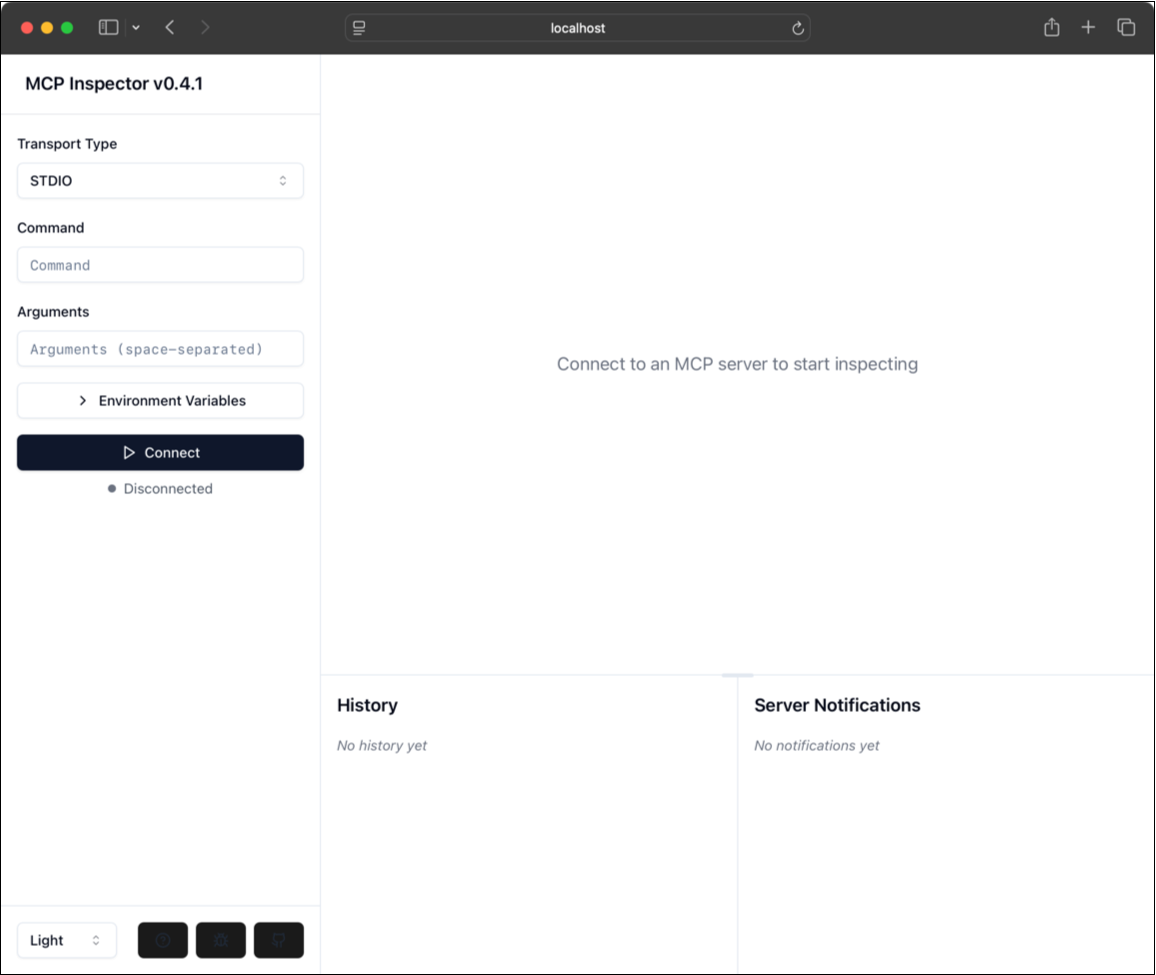 localhost
MCP Inspector v0.4.1
Transport Type
STDIO
Command
Command
Arguments
Arguments (space-separated)
Environment Variables
Connect
Disconnected
Connect to an MCP server to start inspecting
History
No history yet
Server Notifications
No notifications yet
Light